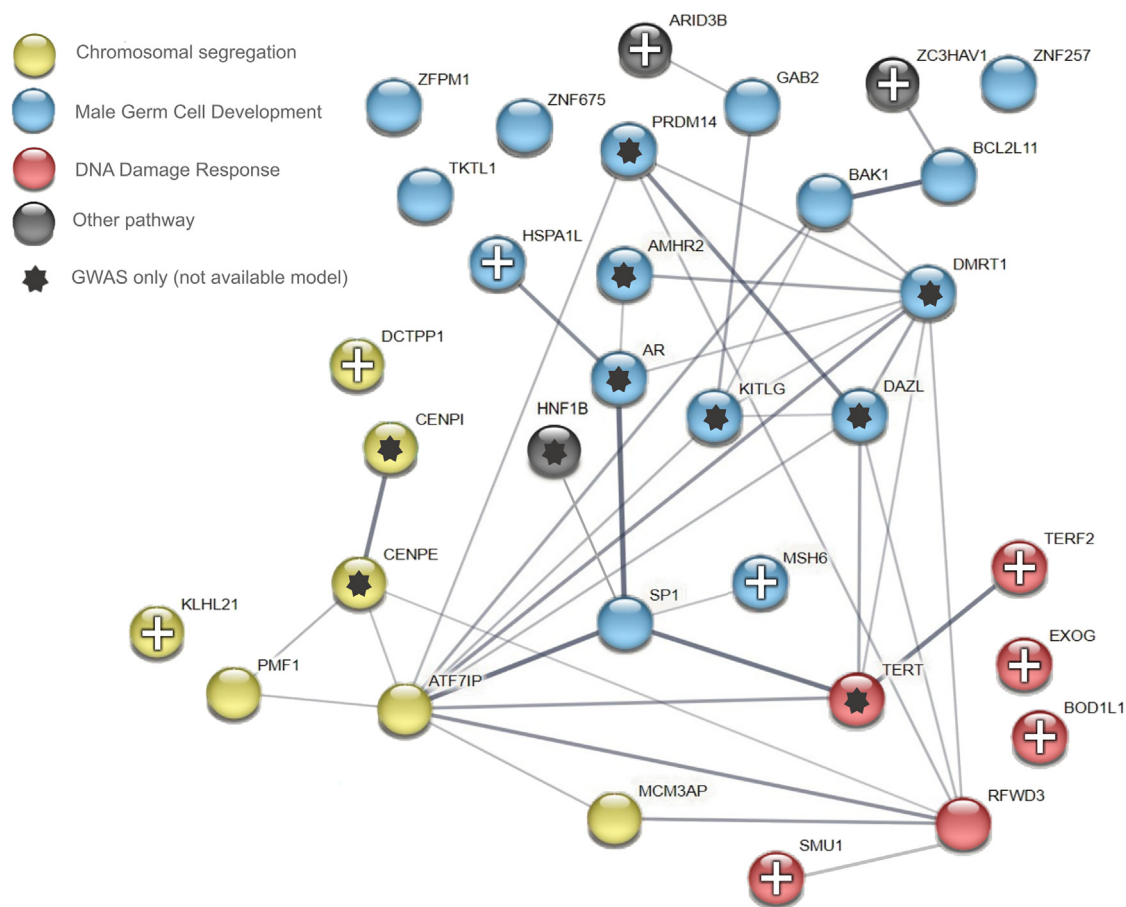 Chromosomal segregation
Male Germ Cell Development
DNA Damage Response
Other pathway
GWAS only (not available model)
ARID3B
ZC3HAV1
ZNF257
ZFPM1
GAB2
ZNF675
PRDM14
BCL2L11
TKTL1
BAK1
HSPA1L
AMHR2
DMRT1
DCTPP1
AR
KITLG
DAZL
HNF1B
CENPI
CENPE
MSH6
TERF2
SP1
KLHL21
EXOG
PMF1
ATF7IP
TERT
BOD1L1
MCM3AP
RFWD3
SMU1